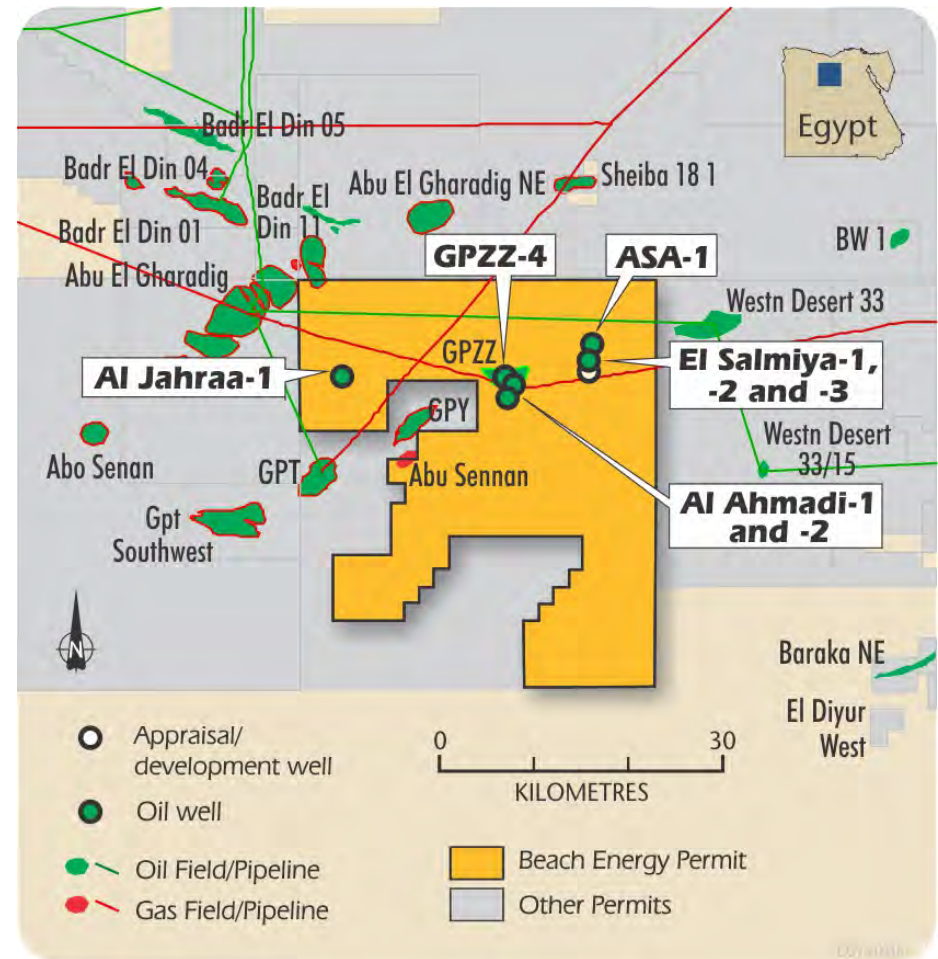 Badr El Din 05
Egypt
Badr El Din 04
Abu El Gharadig NE
Sheiba 18 1
Badr El
Din 11
Badr El Din 01
BW 1
GPZZ-4
ASA-1
Abu El Gharadig
Westn Desert 33
GPZZ
El Salmiya-1,
-2 and -3
Al Jahraa-1
GPY
Westn Desert
33/15
Abo Senan
GPT
Abu Sennan
Al Ahmadi-1
and -2
Gpt
Southwest
N
Baraka NE
El Diyur
West
Appraisal/
development well
0
30
KILOMETRES
Oil well
Oil Field/Pipeline
Beach Energy Permit
Gas Field/Pipeline
Other Permits